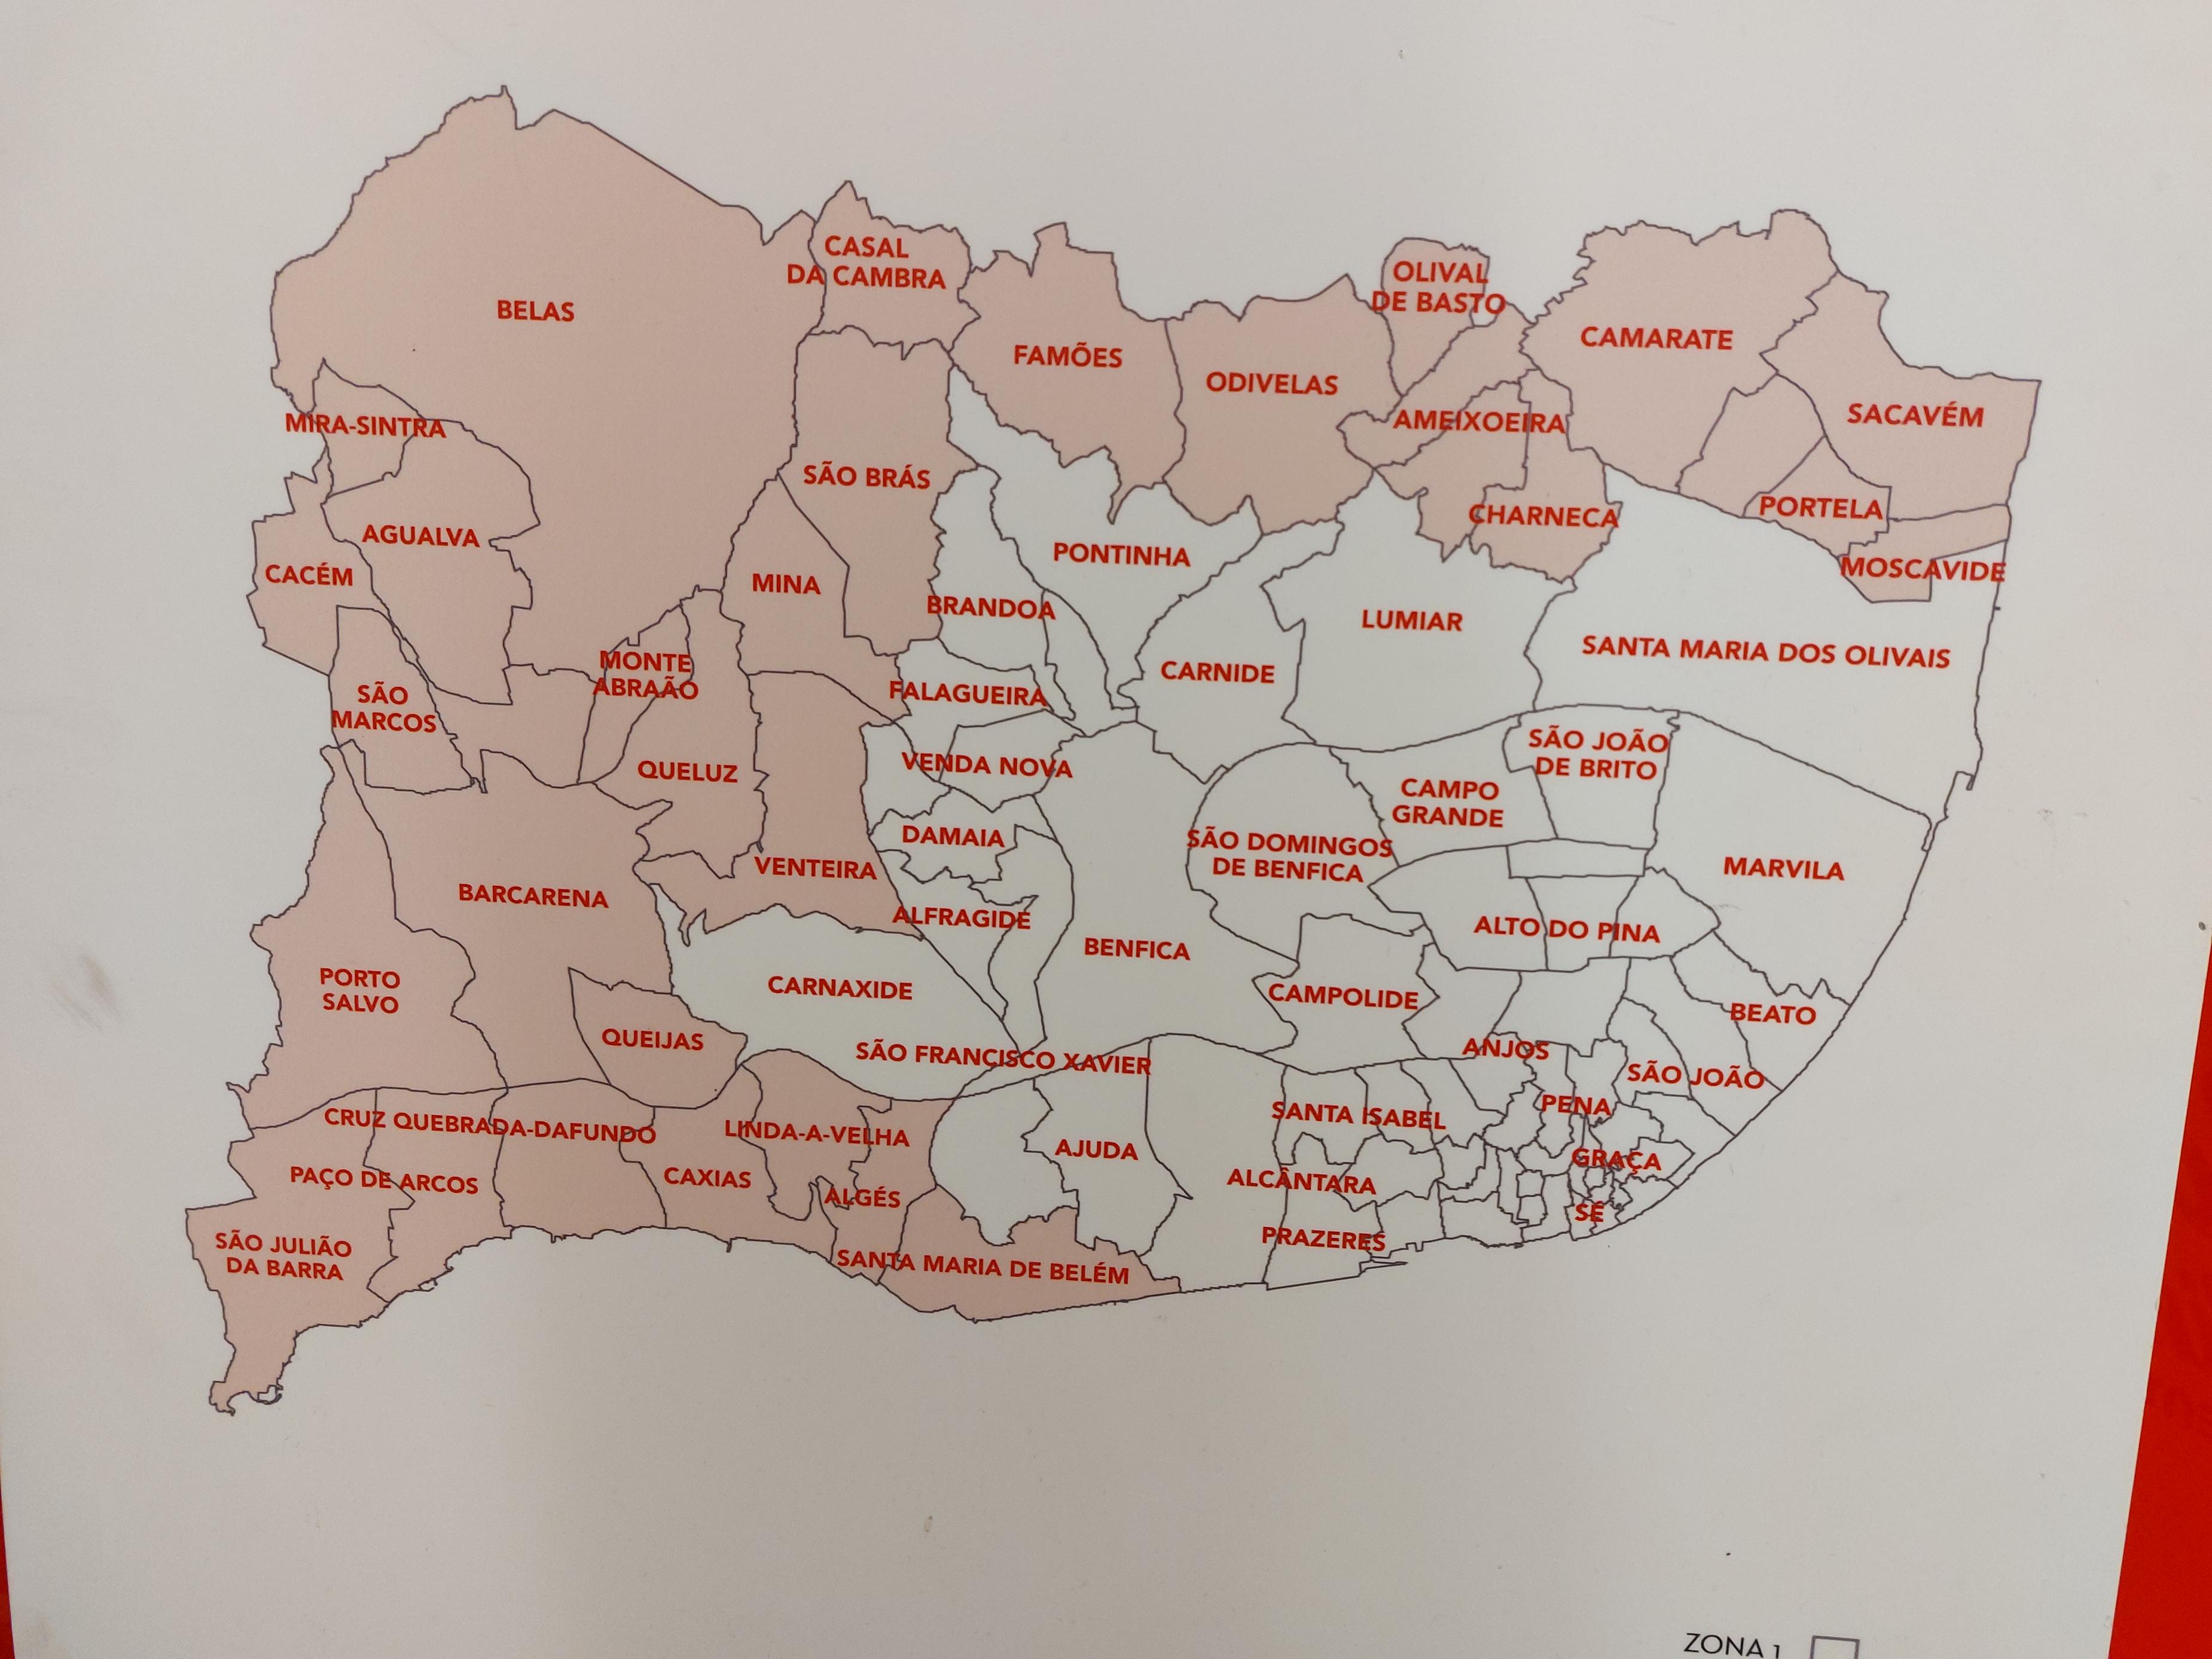 CASAL
DA CAMBRA
OLIVAL
DE BASTO
BELAS
CAMARATE
FAMÕES
ODIVELAS
SACAVÉM
MIRA-SINTRA
AMEIXOEIRA
SÃO BRÁS
PORTELA
CHARNECA
AGUALVA
PONTINHA
MOSCAVIDE
CACÉM
MINA
BRANDOA
LUMIAR
SANTA MARIA DOS OLIVAIS
MONTE
ABRAÃO
CARNIDE
SÃO
MARCOS
FALAGUEIRA
SÃO JOÃO
DE BRITO
QUELUZ
VENDA NOVA
CAMPO
GRANDE
DAMAIA
SÃO DOMINGOS
DE BENFICA
VENTEIRA
MARVILA
BARCARENA
ALFRAGIDE
ALTO DO PINA
BENFICA
PORTO
SALVO
CARNAXIDE
CAMPOLIDE
BEATO
QUEIJAS
SÃO FRANCISCO XAVIER
ANJOS
SÃO JOÃO
CRUZ QUEBRADA-DAFUNDO
LINDA-A-VELHA
SANTA ISABEL
PENA
AJUDA
GRAÇA
PAÇO DE ARCOS
CAXIAS
ALGÉS
ALCÂNTARA
SÉ
SÃO JULIÃO
DA BARRA
PRAZERES
SANTA MARIA DE BELÉM
ZONA 1